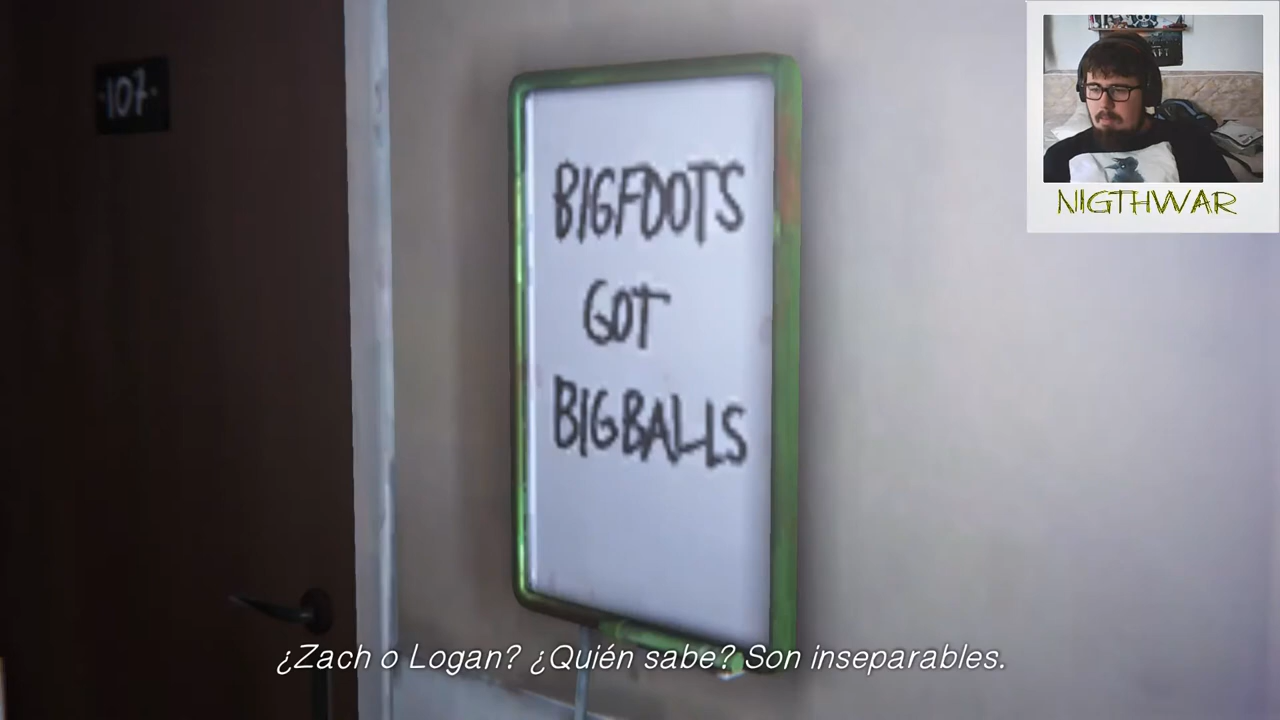 107
BIGFOOTS
GOT
BIGBALLS
NIGTHWAR
¿Zach o Logan? ¿Quién sabe? Son inseparables.